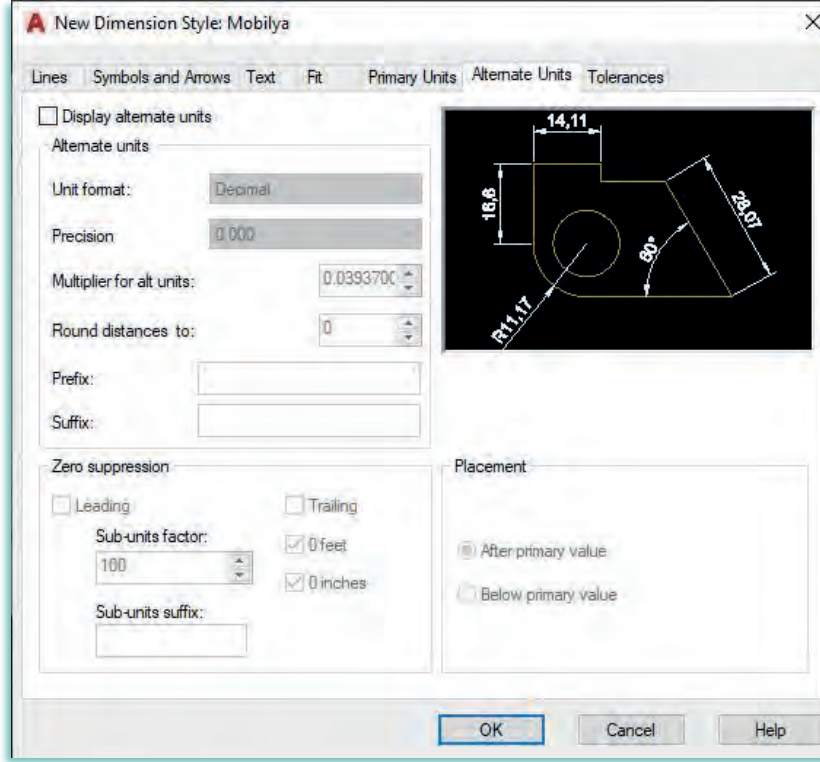 New Dimension Style: Mobilya
Lines Symbols and Arrows Text Fit Primary Units Alternate Units Tolerances
Display alternate units
Alternate units
Unit format: Decimal
Precision 0.000
Multiplier for alt units: 0.039370
Round distances to: 0
Prefix:
Suffix:
14,11
16,6
28,07
60°
R11,17
Zero suppression
Leading
Trailing
Sub-units factor:
100
0 feet
0 inches
Sub-units suffix:
Placement
After primary value
Below primary value
OK Cancel Help